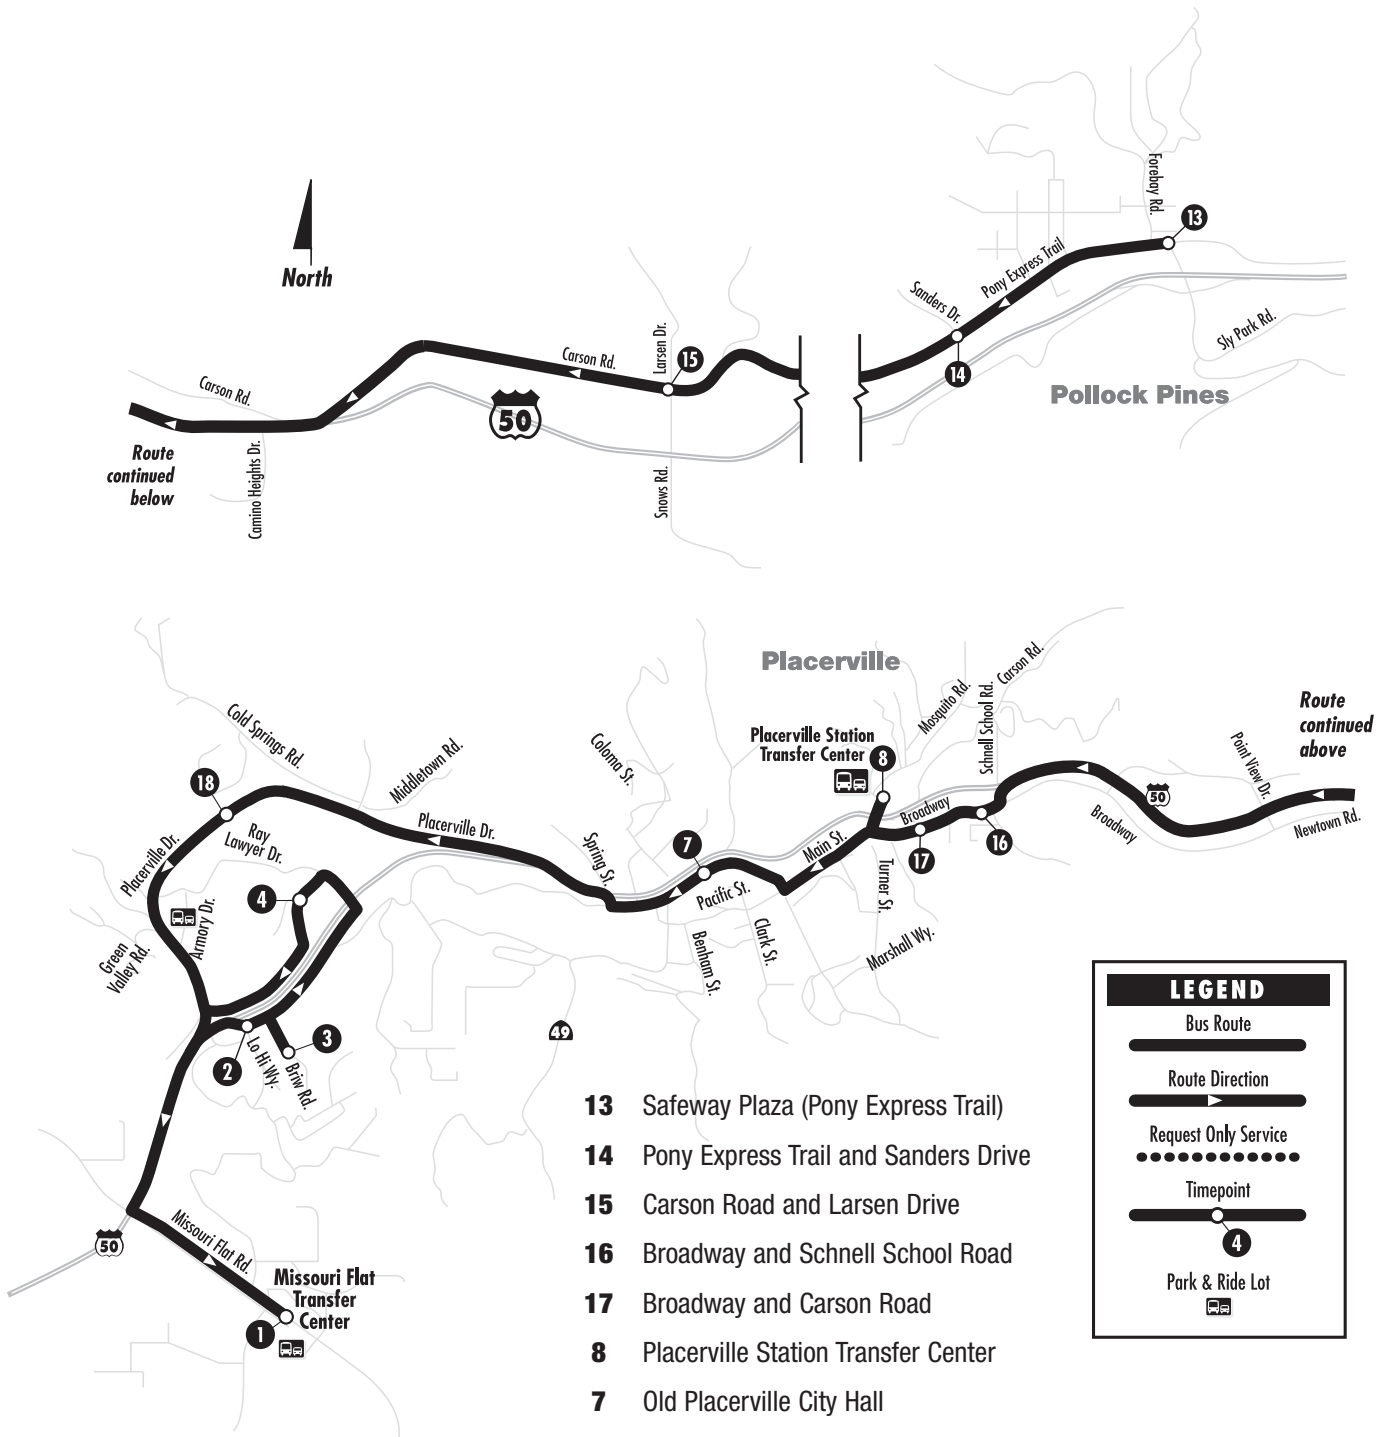 Forebay Rd.
13
North
Pony Express Trail
Sanders Dr.
14
Sly Park Rd.
Pollock Pines
Larsen Dr.
15
Carson Rd.
50
Carson Rd.
Route
continued
below
Camino Heights Dr.
Snows Rd.
Placerville
Carson Rd.
Mosquito Rd.
Schnell School Rd.
Route
continued
above
Cold Springs Rd.
Middletown Rd.
Coloma St.
Placerville Station
Transfer Center
8
Point View Dr.
50
18
Placerville Dr.
Ray
Lawyer Dr.
Placerville Dr.
Spring St.
7
Main St.
Broadway
17
16
Broadway
Newtown Rd.
4
Pacific St.
Turner St.
Armory Dr.
Green
Valley Rd.
Benham St.
Clark St.
Marshall Wy.
2
Lo Hi Wy.
3
Briw Rd.
49
50
Missouri Flat Rd.
Missouri Flat
Transfer
Center
1
13 Safeway Plaza (Pony Express Trail)
14 Pony Express Trail and Sanders Drive
15 Carson Road and Larsen Drive
16 Broadway and Schnell School Road
17 Broadway and Carson Road
8 Placerville Station Transfer Center
7 Old Placerville City Hall
LEGEND
Bus Route
Route Direction
Request Only Service
Timepoint
4
Park & Ride Lot